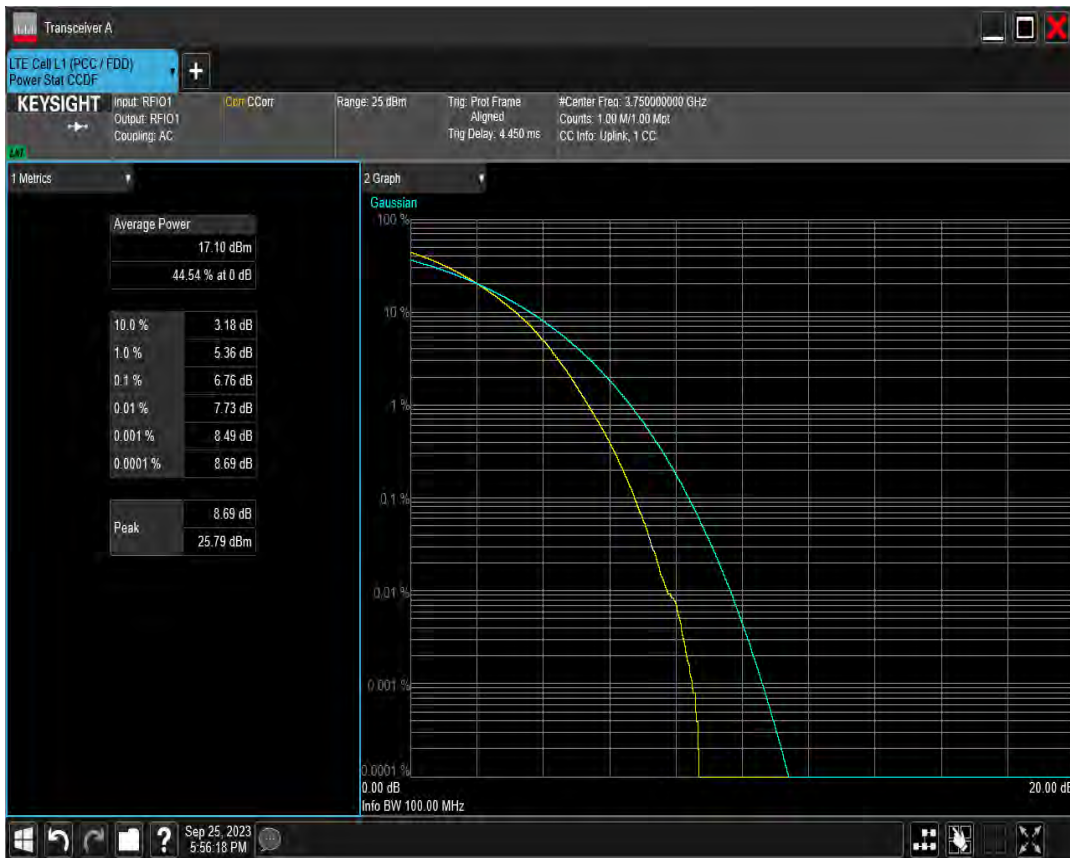 Transceiver A
LTE Cell L1 (PCC / FDD)
Power Stat CCDF
+
KEYSIGHT
Input: RFIO1
Output: RFIO1
Coupling: AC
Corr CCorr
Range: 25 dBm
Trig: Prot Frame
Aligned
Trig Delay: 4.450 ms
#Center Freq: 3.750000000 GHz
Counts: 1.00 M/1.00 Mpt
CC Info: Uplink, 1 CC
LXI
1 Metrics
Average Power
17.10 dBm
44.54 % at 0 dB
10.0 % 3.18 dB
1.0 % 5.36 dB
0.1 % 6.76 dB
0.01 % 7.73 dB
0.001 % 8.49 dB
0.0001 % 8.69 dB
Peak
8.69 dB
25.79 dBm
2 Graph
Gaussian
100 %
10 %
1 %
0.1 %
0.01 %
0.001 %
0.0001 %
0.00 dB
20.00 dB
Info BW 100.00 MHz
?
Sep 25, 2023
5:56:18 PM